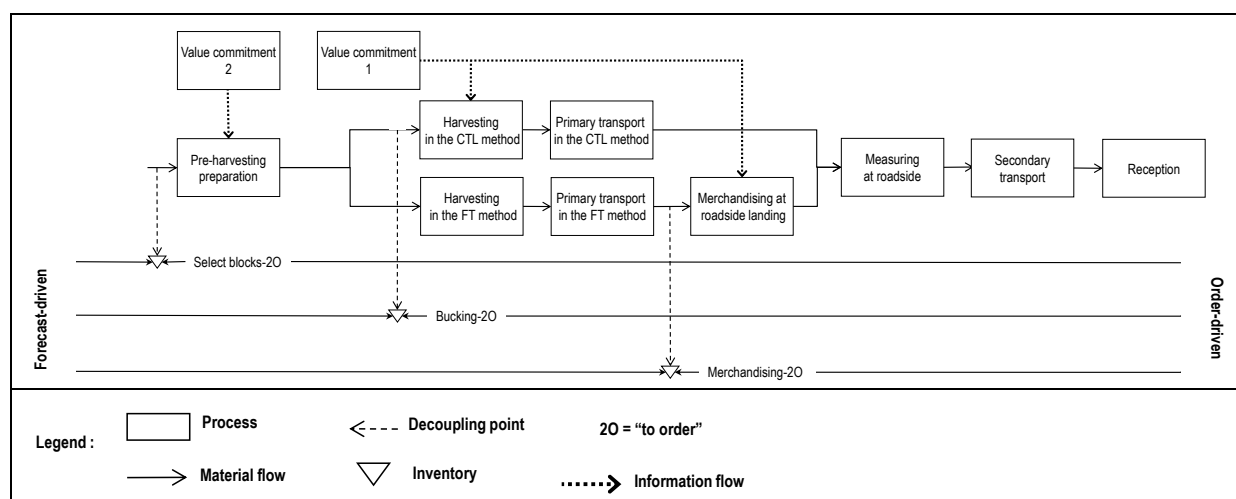 Value commitment
2
Value commitment
1
Harvesting
in the CTL method
Primary transport
in the CTL method
Pre-harvesting
preparation
Measuring
at roadside
Secondary
transport
Reception
Harvesting
in the FT method
Primary transport
in the FT method
Merchandising at
roadside landing
Select blocks-2O
Bucking-2O
Merchandising-2O
Forecast-driven
Order-driven
Legend :
Process
Decoupling point
2O = “to order”
Material flow
Inventory
Information flow